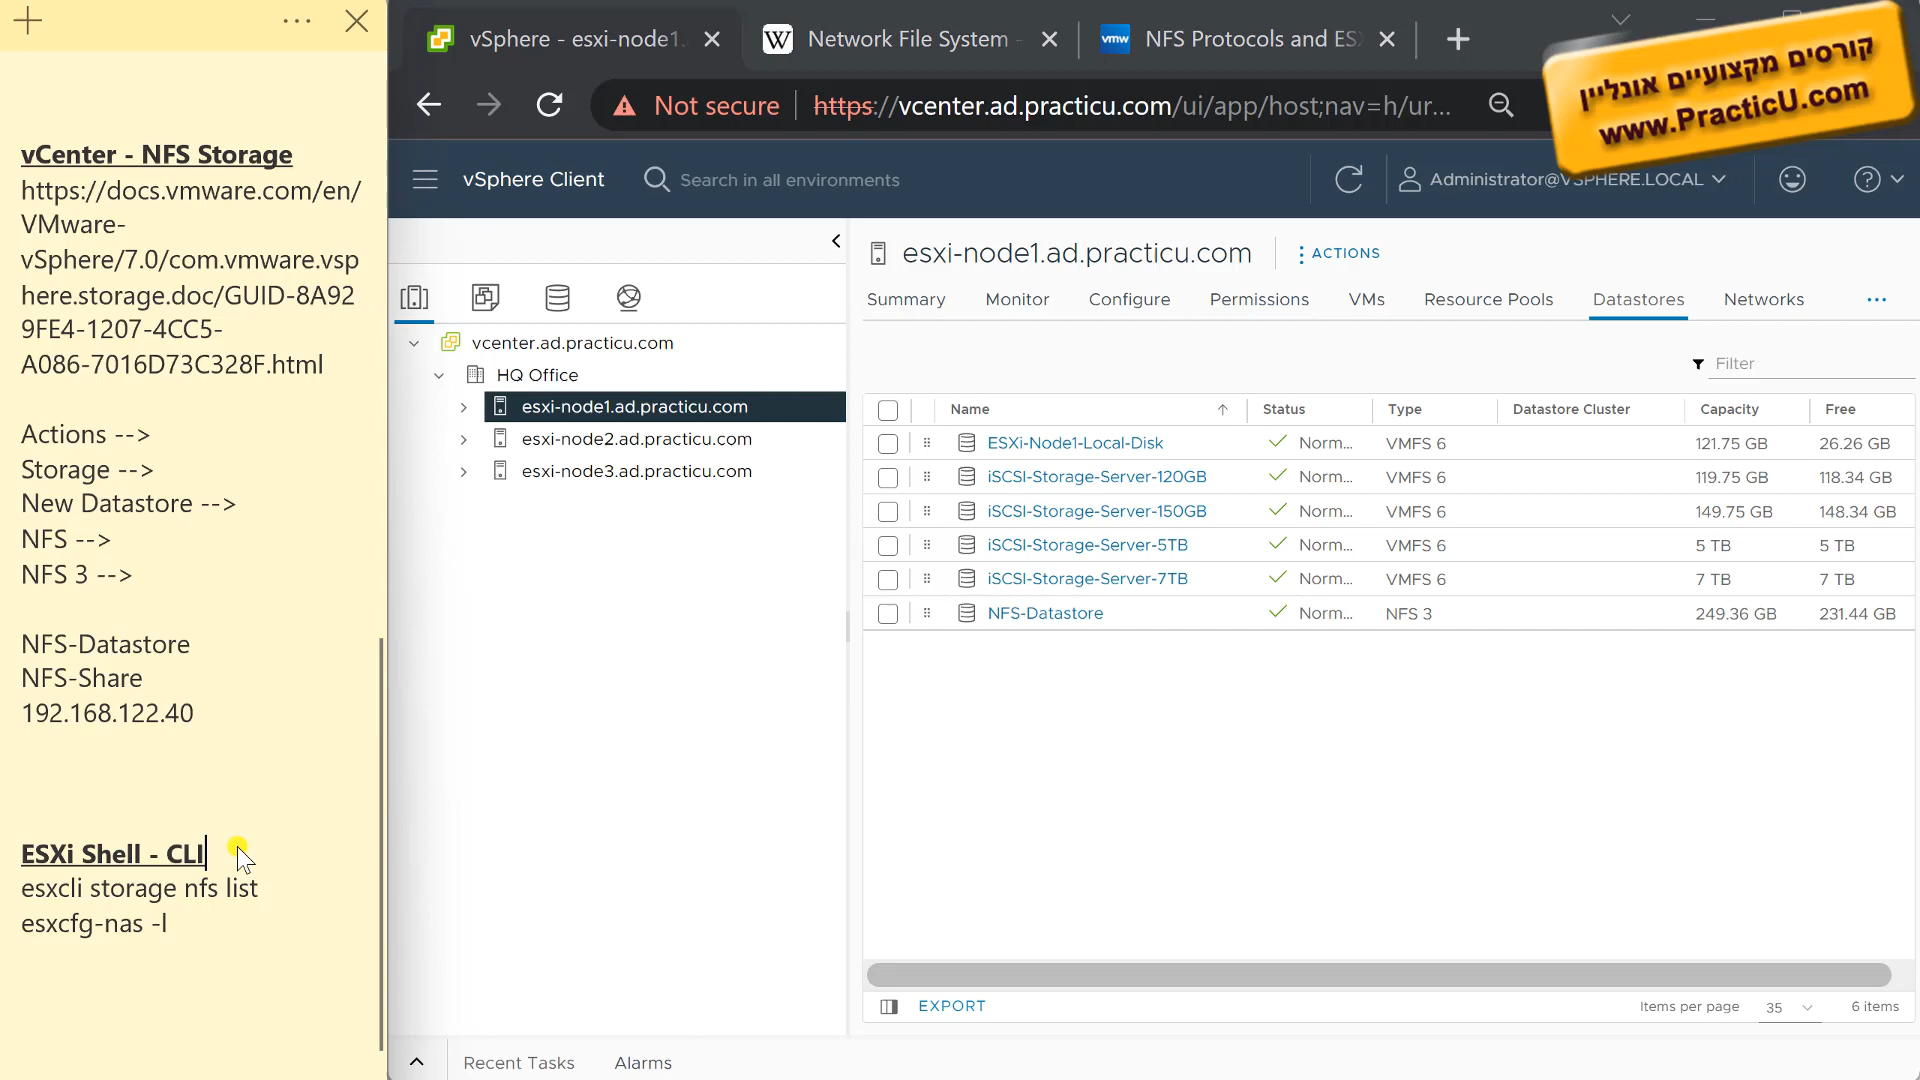 vCenter - NFS Storage
https://docs.vmware.com/en/
VMware-
vSphere/7.0/com.vmware.vsp
here.storage.doc/GUID-8A92
9FE4-1207-4CC5-
A086-7016D73C328F.html
Actions -->
Storage -->
New Datastore -->
NFS -->
NFS 3 -->
NFS-Datastore
NFS-Share
192.168.122.40
ESXi Shell - CLI
esxcli storage nfs list
esxcfg-nas -l
vSphere - esxi-node1.
Network File System -
NFS Protocols and ES
Not secure
https://vcenter.ad.practicu.com/ui/app/host;nav=h/ur...
קורסים מקצועיים אונליין
www.PracticU.com
vSphere Client
Search in all environments
Administrator@VSPHERE.LOCAL
vcenter.ad.practicu.com
HQ Office
esxi-node1.ad.practicu.com
esxi-node2.ad.practicu.com
esxi-node3.ad.practicu.com
esxi-node1.ad.practicu.com
ACTIONS
Summary Monitor Configure Permissions VMs Resource Pools Datastores Networks ...
Filter
Name Status Type Datastore Cluster Capacity Free
ESXi-Node1-Local-Disk Norm... VMFS 6 121.75 GB 26.26 GB
iSCSI-Storage-Server-120GB Norm... VMFS 6 119.75 GB 118.34 GB
iSCSI-Storage-Server-150GB Norm... VMFS 6 149.75 GB 148.34 GB
iSCSI-Storage-Server-5TB Norm... VMFS 6 5 TB 5 TB
iSCSI-Storage-Server-7TB Norm... VMFS 6 7 TB 7 TB
NFS-Datastore Norm... NFS 3 249.36 GB 231.44 GB
EXPORT
Items per page 35 6 items
Recent Tasks Alarms